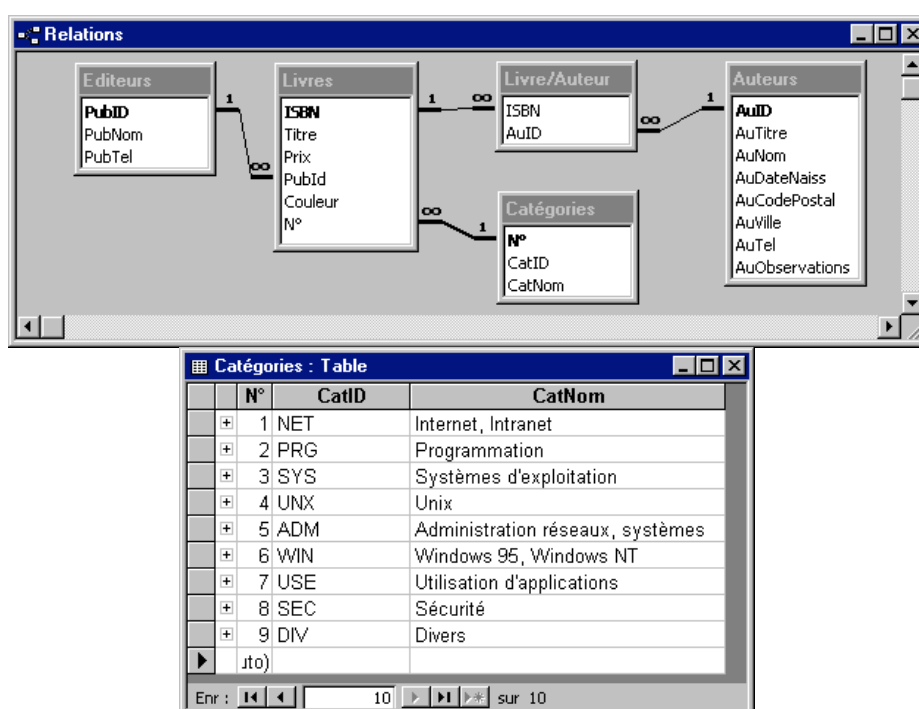 Relations
Editeurs
PubID
PubNom
PubTel
1
∞
Livres
ISBN
Titre
Prix
PubId
Couleur
N°
1
∞
Livre/Auteur
ISBN
AuID
∞
1
∞
1
Catégories
N°
CatID
CatNom
Auteurs
AuID
AuTitre
AuNom
AuDateNaiss
AuCodePostal
AuVille
AuTel
AuObservations
Catégories : Table
N° CatID CatNom
1 NET Internet, Intranet
2 PRG Programmation
3 SYS Systèmes d'exploitation
4 UNX Unix
5 ADM Administration réseaux, systèmes
6 WIN Windows 95, Windows NT
7 USE Utilisation d'applications
8 SEC Sécurité
9 DIV Divers
uto)
Enr : 10 sur 10